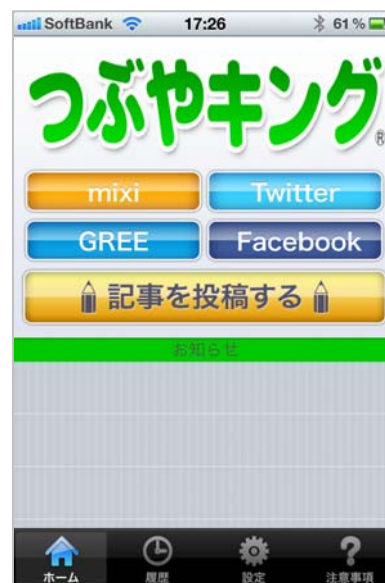 SoftBank 17:26 61%
つぶやキング®
mixi Twitter
GREE Facebook
記事を投稿する
お知らせ
ホーム 履歴 設定 注意事項